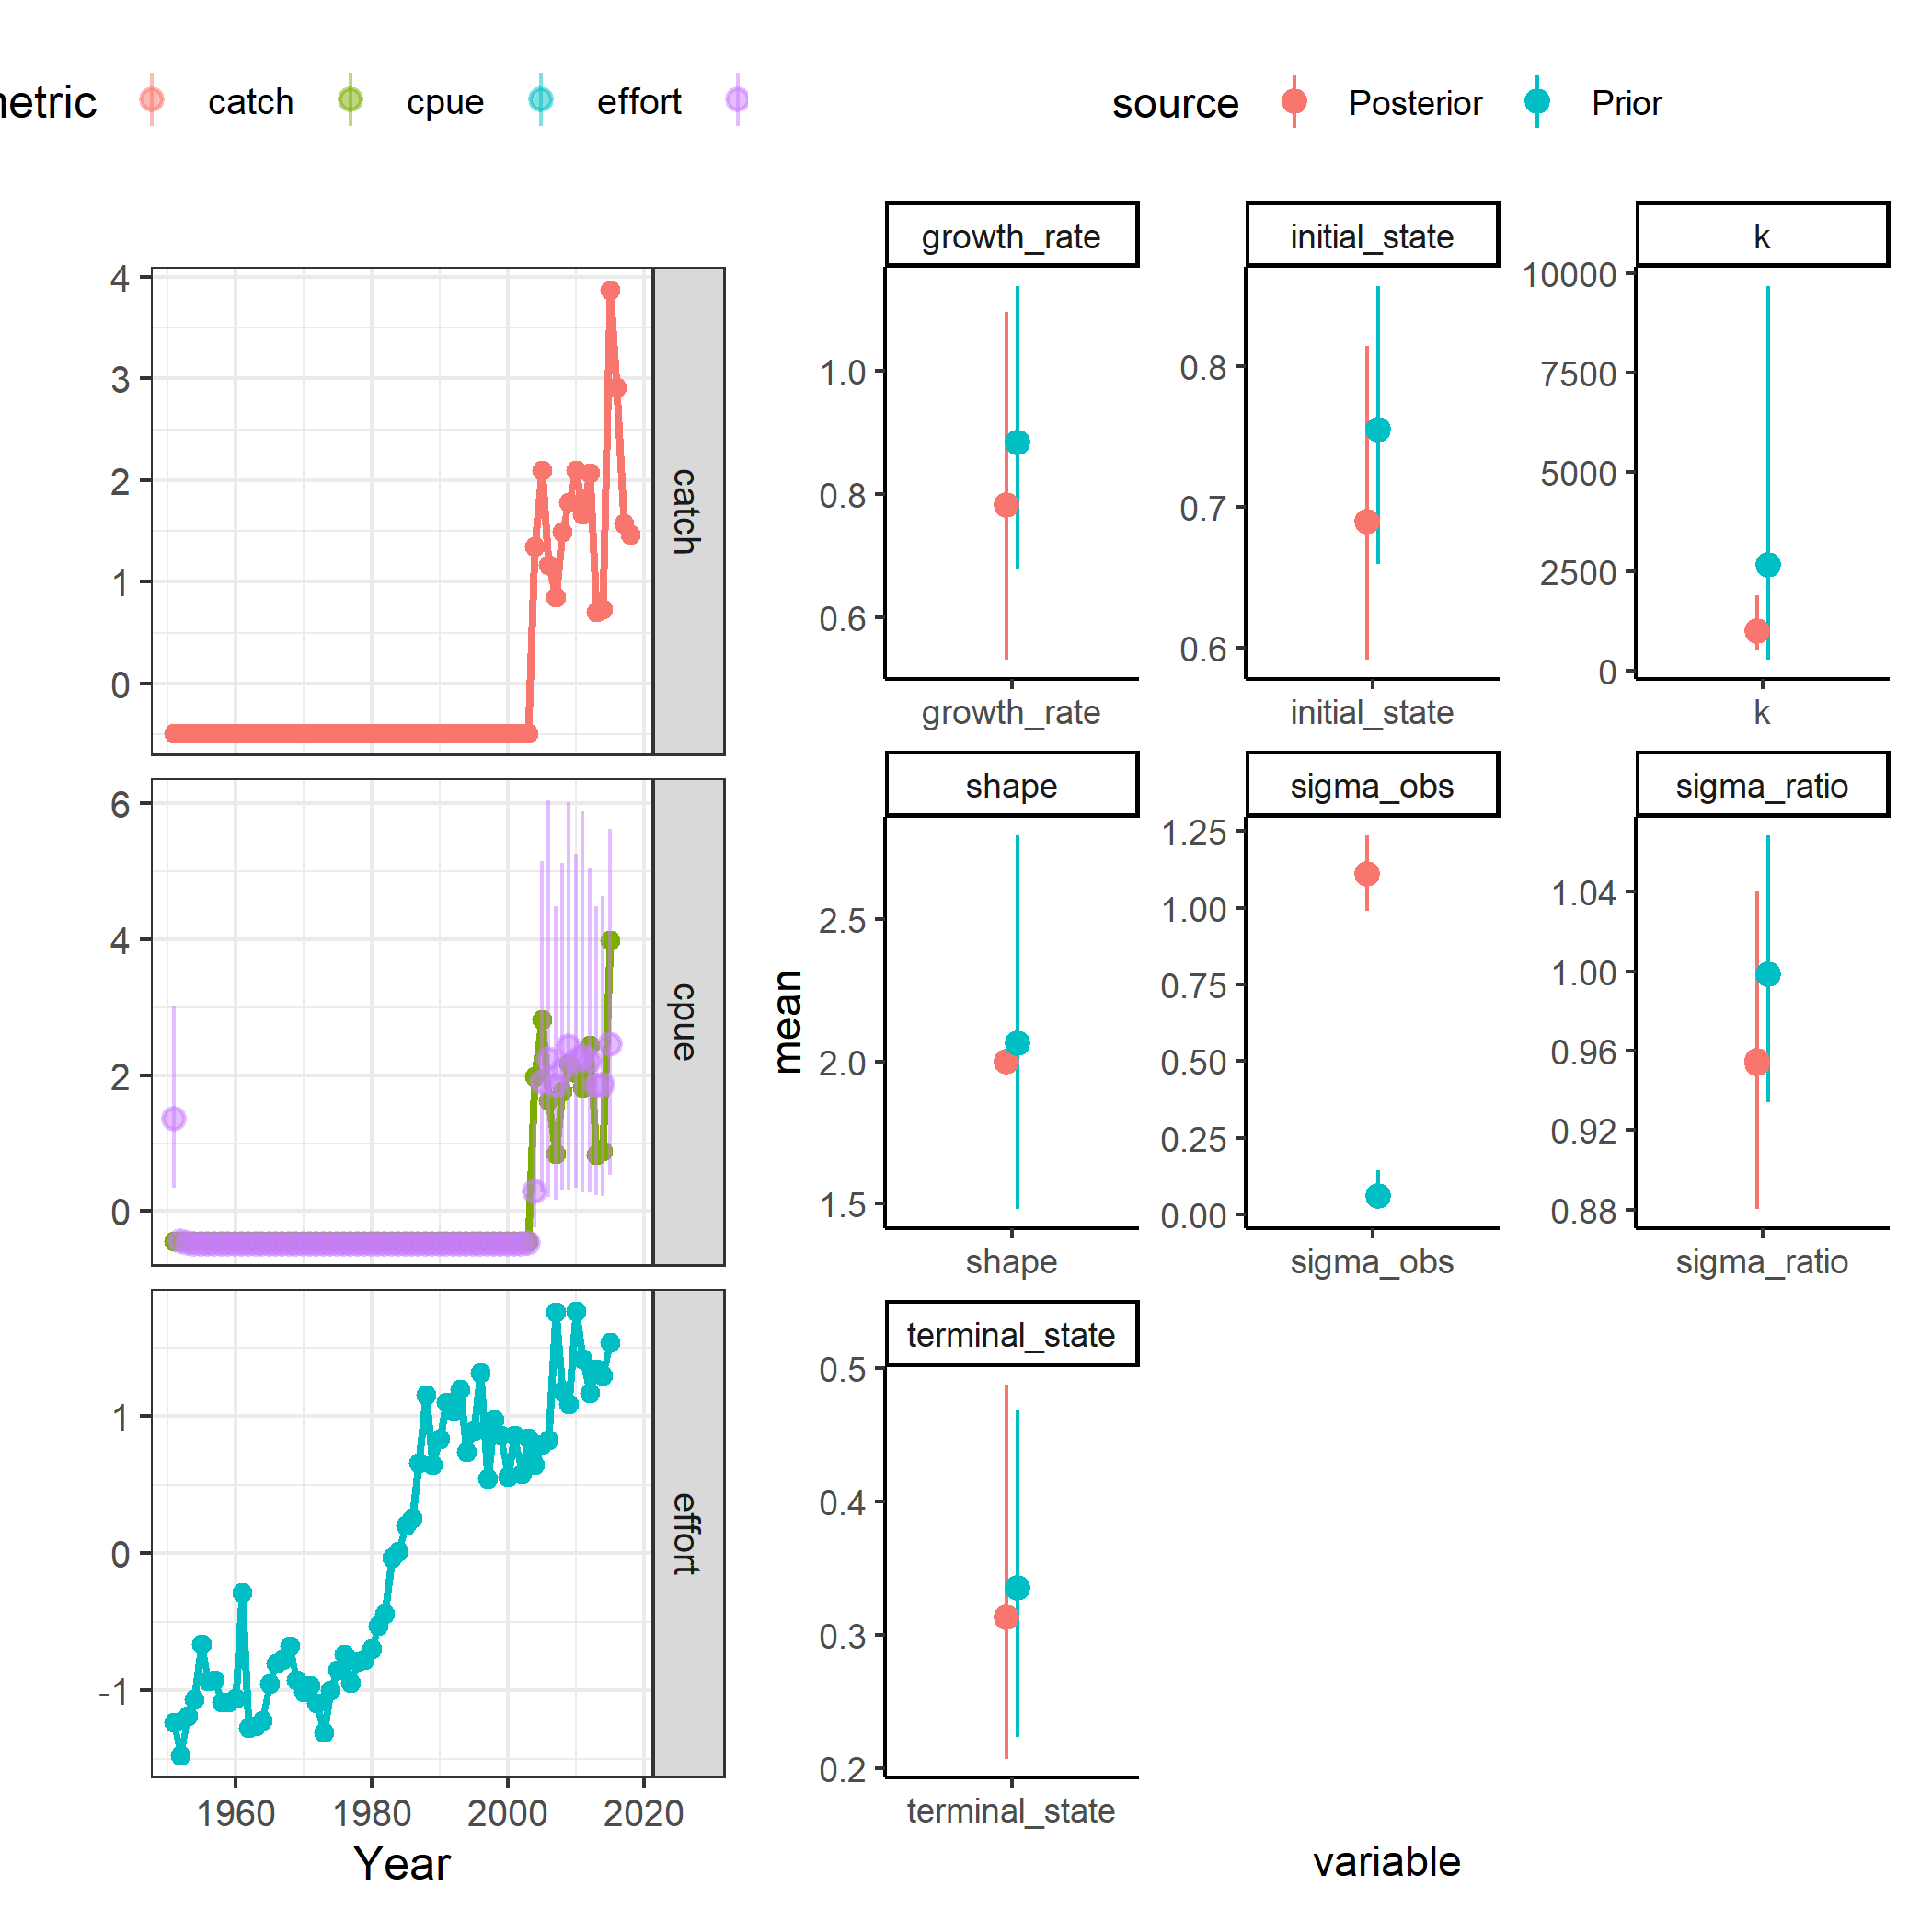 netric catch cpue effort
source Posterior Prior
4
3
2
1
0
catch
6
4
2
0
cpue
1
0
-1
effort
1960 1980 2000 2020
Year
mean
growth_rate
1.0
0.8
0.6
growth_rate
initial_state
0.8
0.7
0.6
initial_state
k
10000
7500
5000
2500
0
k
shape
2.5
2.0
1.5
shape
sigma_obs
1.25
1.00
0.75
0.50
0.25
0.00
sigma_obs
sigma_ratio
1.04
1.00
0.96
0.92
0.88
sigma_ratio
terminal_state
0.5
0.4
0.3
0.2
terminal_state
variable